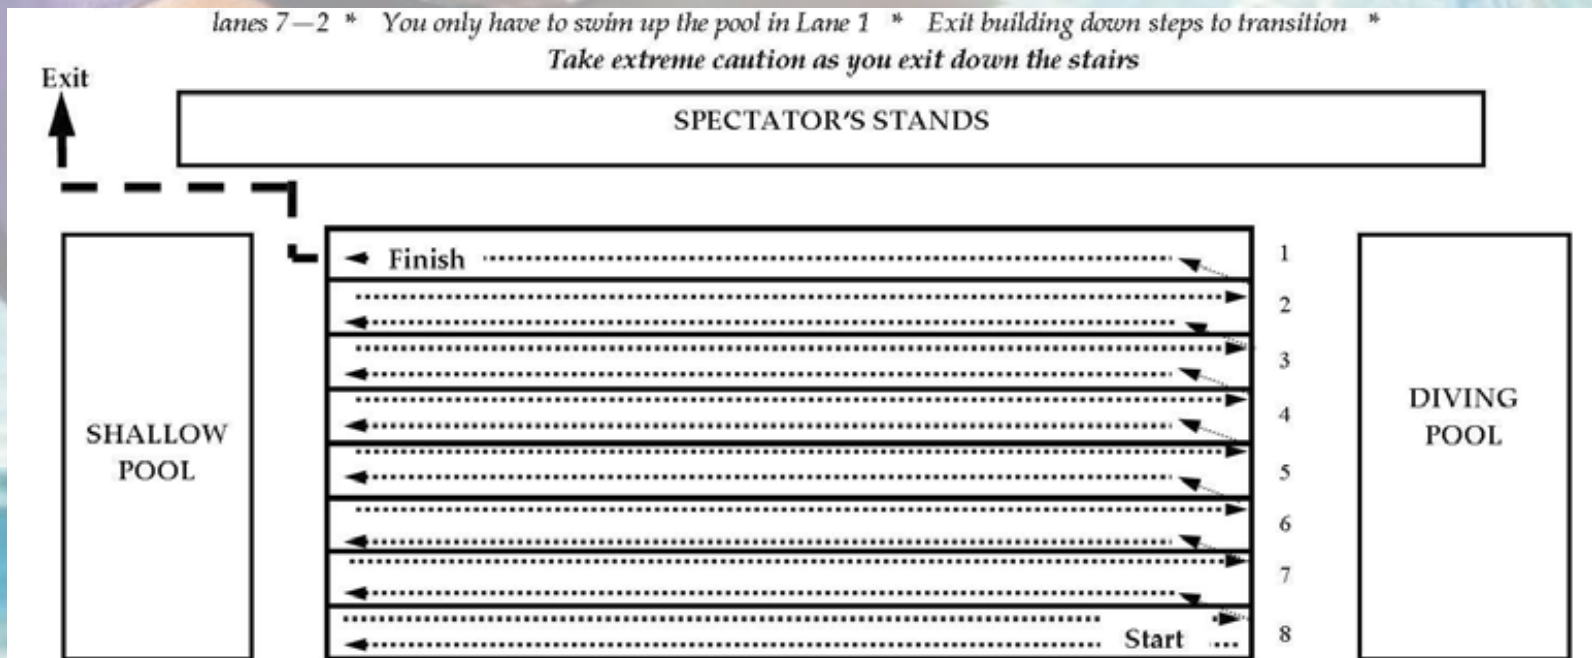 lanes 7—2 * You only have to swim up the pool in Lane 1 * Exit building down steps to transition *
Take extreme caution as you exit down the stairs
Exit
SPECTATOR'S STANDS
Finish
1
2
3
4
5
6
7
8
SHALLOW
POOL
DIVING
POOL
Start